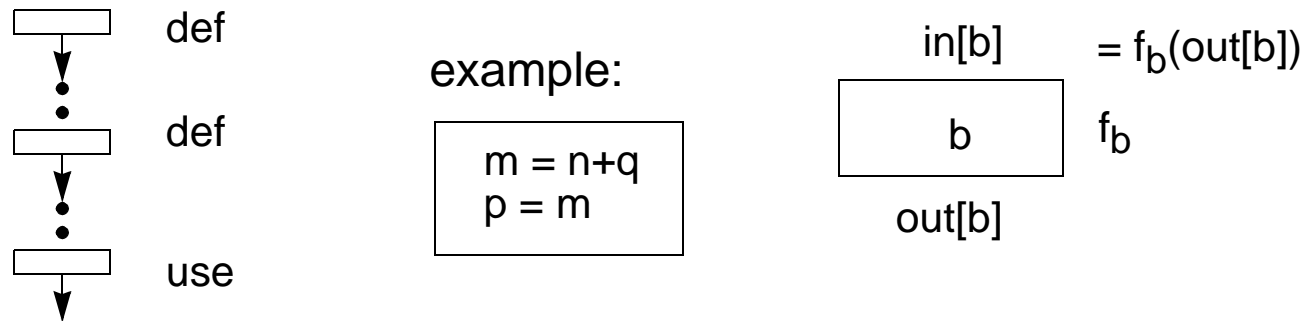 def
def
use
example:
m = n+q
p = m
in[b] = fb(out[b])
b fb
out[b]